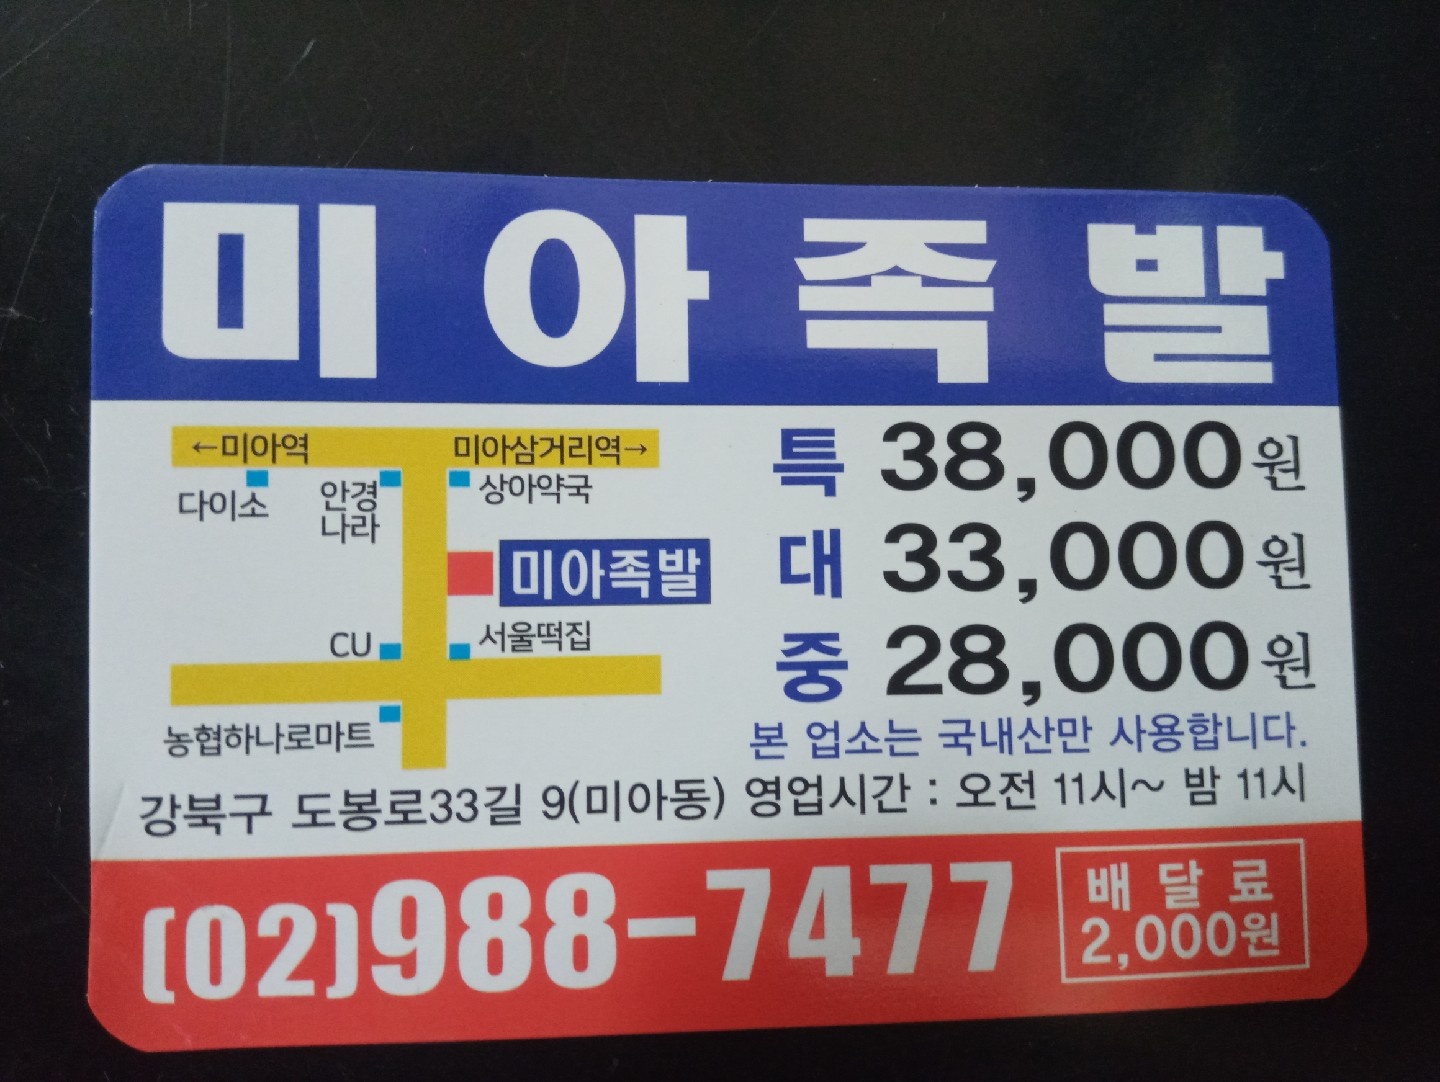 미아족발
←미아역 미아삼거리역→
다이소
안경
나라
상아약국
미아족발
CU
서울떡집
농협하나로마트
특 38,000원
대 33,000원
중 28,000원
본 업소는 국내산만 사용합니다.
강북구 도봉로33길 9(미아동) 영업시간 : 오전 11시~ 밤 11시
(02)988-7477
배달료
2,000원